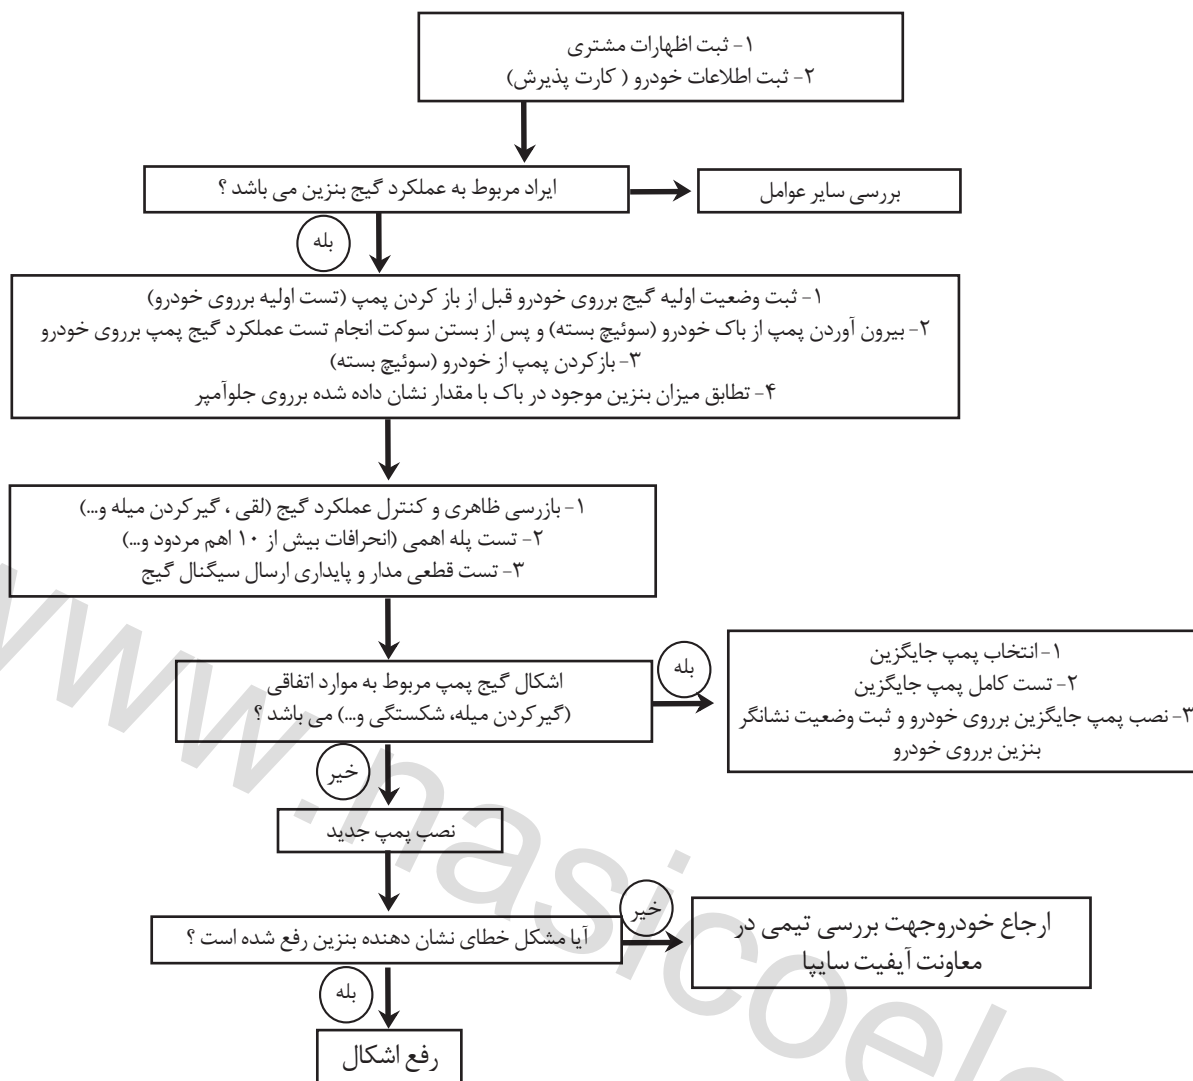 ۱- ثبت اظهارات مشتری
۲- ثبت اطلاعات خودرو ( کارت پذیرش)
ایراد مربوط به عملکرد گیج بنزین می باشد ؟
بررسی سایر عوامل
بله
۱- ثبت وضعیت اولیه گیج برروی خودرو قبل از باز کردن پمپ (تست اولیه برروی خودرو)
۲- بیرون آوردن پمپ از باک خودرو (سوئیچ بسته) و پس از بستن سوکت انجام تست عملکرد گیج پمپ برروی خودرو
۳- بازکردن پمپ از خودرو (سوئیچ بسته)
۴- تطابق میزان بنزین موجود در باک با مقدار نشان داده شده برروی جلوآمپر
۱- بازرسی ظاهری و کنترل عملکرد گیج (لقی ، گیرکردن میله و...)
۲- تست پله اهمی (انحرافات بیش از ۱۰ اهم مردود و...)
۳- تست قطعی مدار و پایداری ارسال سیگنال گیج
اشکال گیج پمپ مربوط به موارد اتفاقی
(گیرکردن میله، شکستگی و...) می باشد ؟
بله
۱- انتخاب پمپ جایگزین
۲- تست کامل پمپ جایگزین
۳- نصب پمپ جایگزین برروی خودرو و ثبت وضعیت نشانگر
بنزین برروی خودرو
خیر
نصب پمپ جدید
آیا مشکل خطای نشان دهنده بنزین رفع شده است ؟
خیر
ارجاع خودروجهت بررسی تیمی در
معاونت آیفیت سایپا
بله
رفع اشکال
www.nasicoele